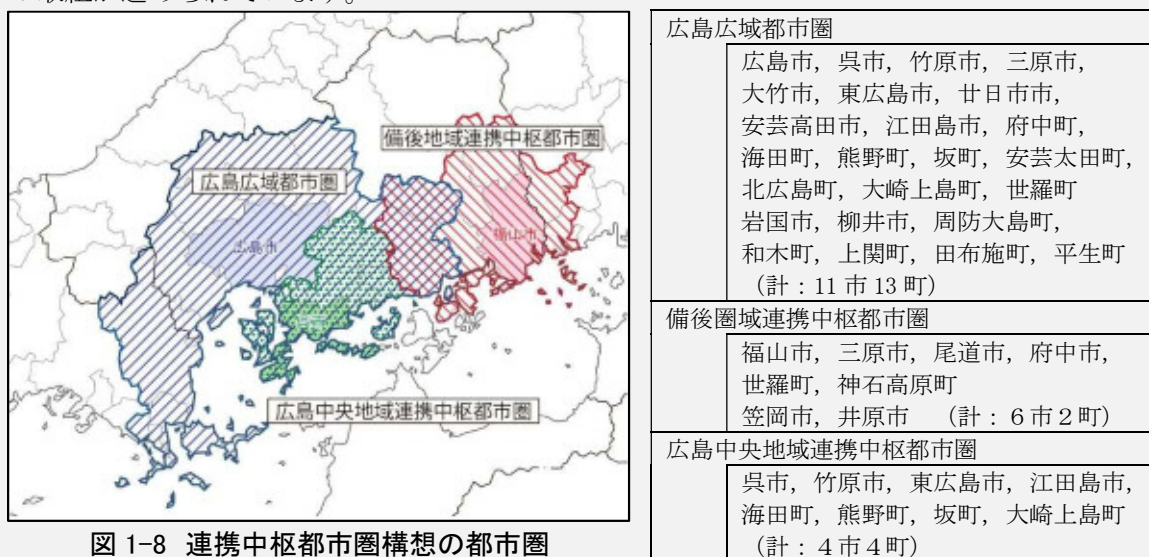 備後地域連携中枢都市圏
広島広域都市圏
広島市
福山市
広島中央地域連携中枢都市圏
図 1-8 連携中枢都市圏構想の都市圏
広島広域都市圏
広島市，呉市，竹原市，三原市，
大竹市，東広島市，廿日市市，
安芸高田市，江田島市，府中町，
海田町，熊野町，坂町，安芸太田町，
北広島町，大崎上島町，世羅町
岩国市，柳井市，周防大島町，
和木町，上関町，田布施町，平生町
（計：11 市 13 町）
備後圏域連携中枢都市圏
福山市，三原市，尾道市，府中市，
世羅町，神石高原町
笠岡市，井原市 （計：６市２町）
広島中央地域連携中枢都市圏
呉市，竹原市，東広島市，江田島市，
海田町，熊野町，坂町，大崎上島町
（計：４市４町）